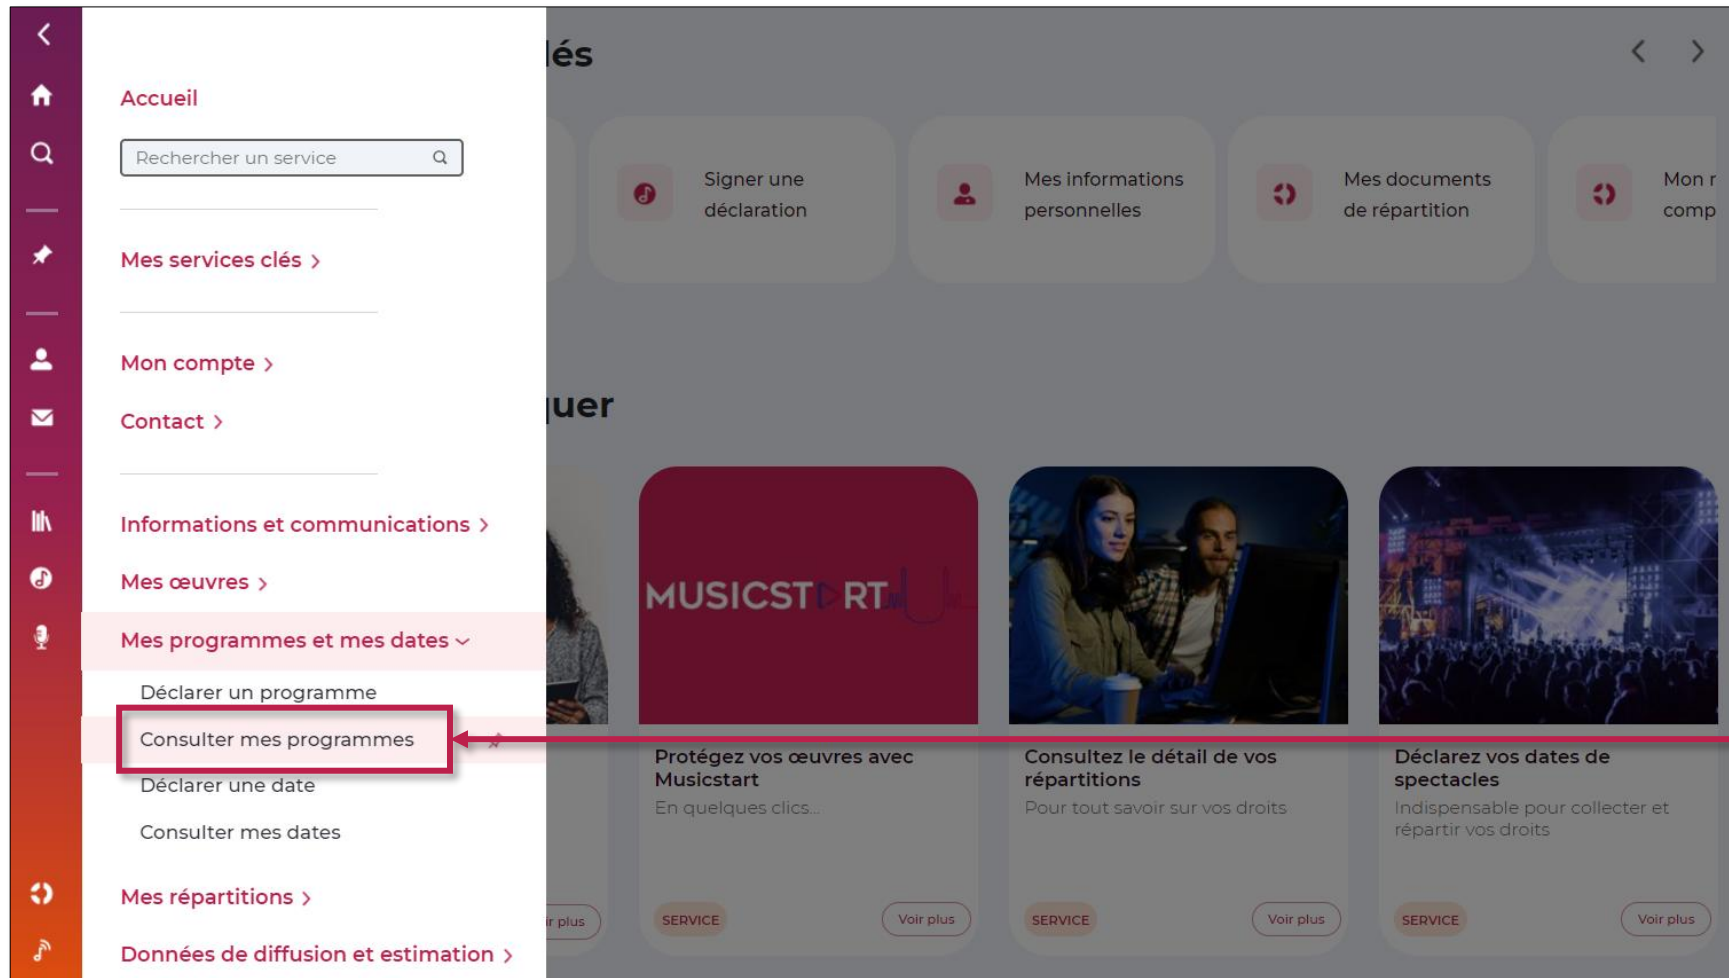 Accueil
Rechercher un service
Mes services clés
Mon compte
Contact
Informations et communications
Mes œuvres
Mes programmes et mes dates
Déclarer un programme
Consulter mes programmes
Déclarer une date
Consulter mes dates
Mes répartitions
Données de diffusion et estimation
lés
Signer une
déclaration
Mes informations
personnelles
Mes documents
de répartition
Mon r
comp
quer
MUSICSTART
Protégez vos œuvres avec
Musicstart
En quelques clics...
SERVICE
Voir plus
Consultez le détail de vos
répartitions
Pour tout savoir sur vos droits
SERVICE
Voir plus
Déclarez vos dates de
spectacles
Indispensable pour collecter et
répartir vos droits
SERVICE
Voir plus
ir plus